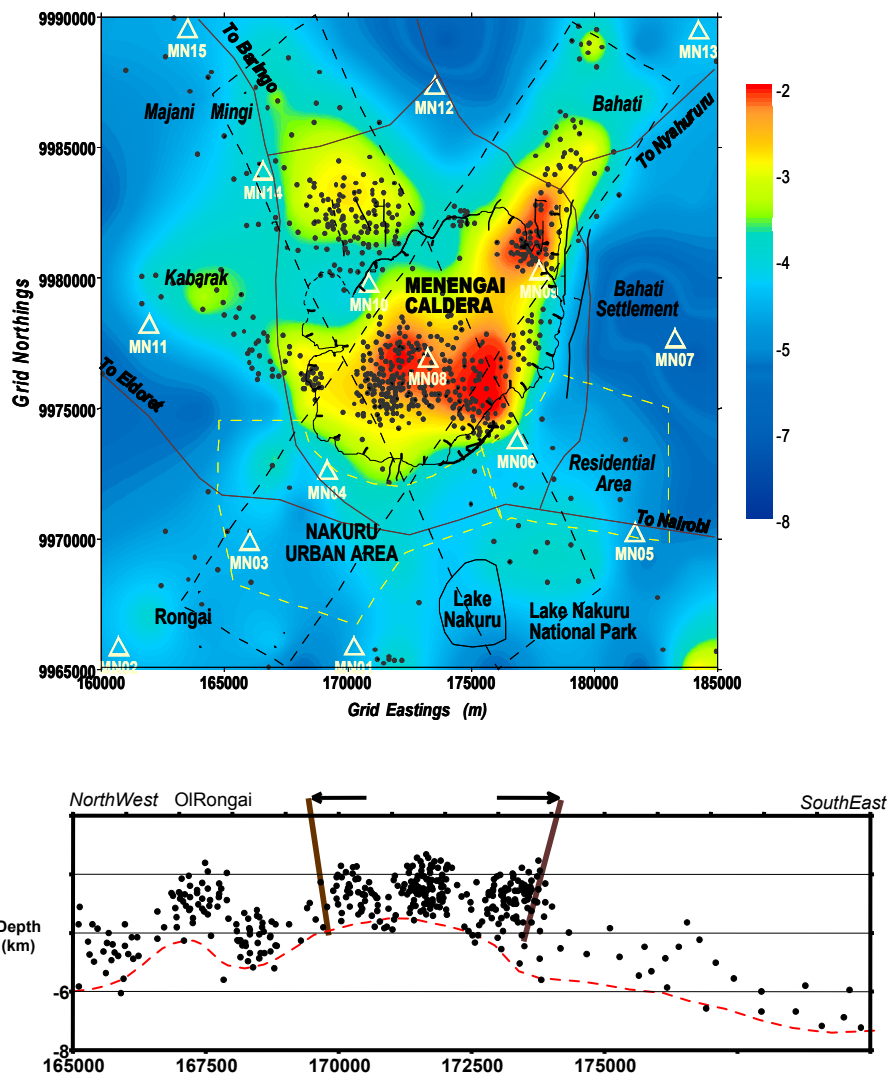 9990000
MN15
To Baringo
MN13
-2
MN12
Majani Mingi
Bahati
To Nyahururu
9985000
-3
MN14
-4
Grid Northings
9980000
Kabarak
MENENGAI
CALDERA
MN09
MN10
Bahati
Settlement
MN11
MN07
-5
To Eldoret
MN08
9975000
-7
MN06
Residential
Area
MN04
-8
NAKURU
URBAN AREA
To Nairobi
9970000
MN03
MN05
Lake
Nakuru
Lake Nakuru
National Park
Rongai
9965000
MN02
MN01
160000 165000 170000 175000 180000 185000
Grid Eastings (m)
NorthWest OlRongai SouthEast
Depth
(km)
-6
-8
165000 167500 170000 172500 175000